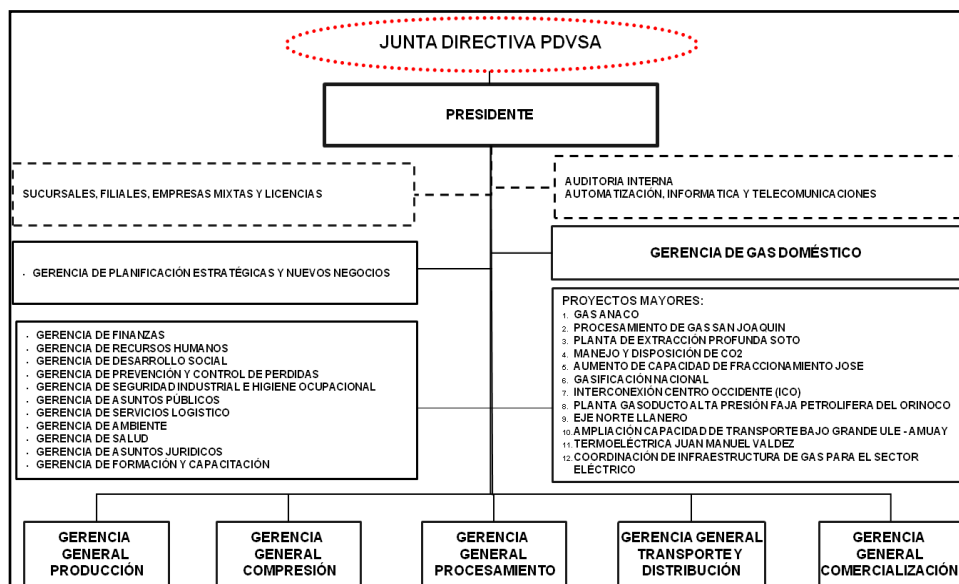 JUNTA DIRECTIVA PDVSA
PRESIDENTE
SUCURSALES, FILIALES, EMPRESAS MIXTAS Y LICENCIAS
AUDITORIA INTERNA
AUTOMATIZACIÓN, INFORMATICA Y TELECOMUNICACIONES
· GERENCIA DE PLANIFICACIÓN ESTRATÉGICAS Y NUEVOS NEGOCIOS
GERENCIA DE GAS DOMÉSTICO
· GERENCIA DE FINANZAS
· GERENCIA DE RECURSOS HUMANOS
· GERENCIA DE DESARROLLO SOCIAL
· GERENCIA DE PREVENCIÓN Y CONTROL DE PERDIDAS
· GERENCIA DE SEGURIDAD INDUSTRIAL E HIGIENE OCUPACIONAL
· GERENCIA DE ASUNTOS PÚBLICOS
· GERENCIA DE SERVICIOS LOGISTICO
· GERENCIA DE AMBIENTE
· GERENCIA DE SALUD
· GERENCIA DE ASUNTOS JURIDICOS
· GERENCIA DE FORMACIÓN Y CAPACITACIÓN
PROYECTOS MAYORES:
1. GAS ANACO
2. PROCESAMIENTO DE GAS SAN JOAQUIN
3. PLANTA DE EXTRACCIÓN PROFUNDA SOTO
4. MANEJO Y DISPOSICIÓN DE CO2
5. AUMENTO DE CAPACIDAD DE FRACCIONAMIENTO JOSE
6. GASIFICACIÓN NACIONAL
7. INTERCONEXIÓN CENTRO OCCIDENTE (ICO)
8. PLANTA GASODUCTO ALTA PRESIÓN FAJA PETROLIFERA DEL ORINOCO
9. EJE NORTE LLANERO
10. AMPLIACIÓN CAPACIDAD DE TRANSPORTE BAJO GRANDE ULE - AMUAY
11. TERMOELÉCTRICA JUAN MANUEL VALDEZ
12. COORDINACIÓN DE INFRAESTRUCTURA DE GAS PARA EL SECTOR
ELÉCTRICO
GERENCIA
GENERAL
PRODUCCIÓN
GERENCIA
GENERAL
COMPRESIÓN
GERENCIA
GENERAL
PROCESAMIENTO
GERENCIA GENERAL
TRANSPORTE Y
DISTRIBUCIÓN
GERENCIA
GENERAL
COMERCIALIZACIÓN